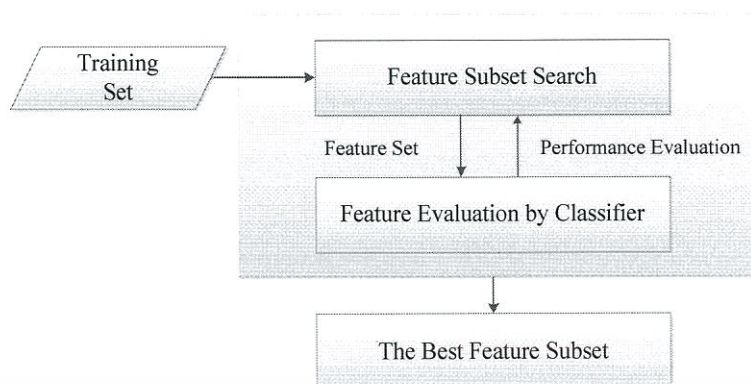 Training
Set
Feature Subset Search
Feature Set
Performance Evaluation
Feature Evaluation by Classifier
The Best Feature Subset